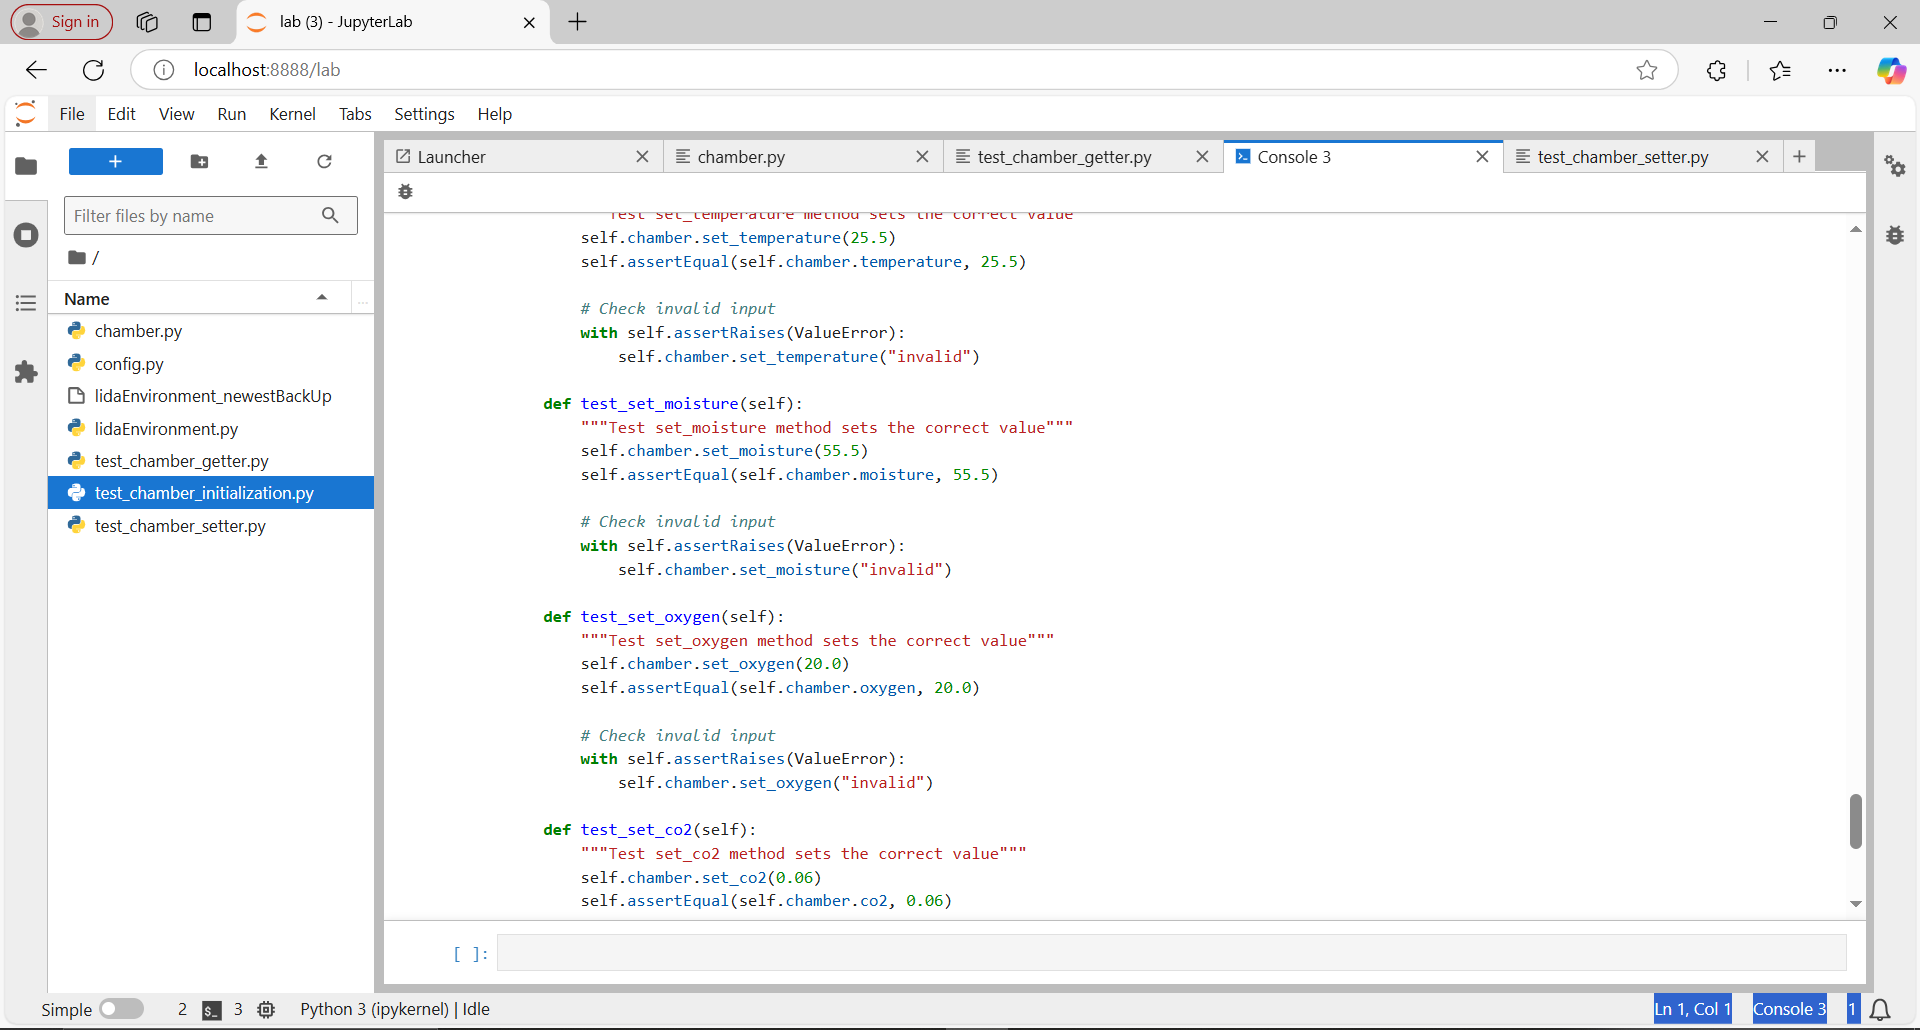 Sign in
lab (3) - JupyterLab
localhost:8888/lab
File Edit View Run Kernel Tabs Settings Help
Launcher
chamber.py
test_chamber_getter.py
Console 3
test_chamber_setter.py
Filter files by name
/
Name
...
chamber.py
config.py
lidaEnvironment_newestBackUp
lidaEnvironment.py
test_chamber_getter.py
test_chamber_initialization.py
test_chamber_setter.py
"""Test set_temperature method sets the correct value"""
self.chamber.set_temperature(25.5)
self.assertEqual(self.chamber.temperature, 25.5)
# Check invalid input
with self.assertRaises(ValueError):
self.chamber.set_temperature("invalid")
def test_set_moisture(self):
"""Test set_moisture method sets the correct value"""
self.chamber.set_moisture(55.5)
self.assertEqual(self.chamber.moisture, 55.5)
# Check invalid input
with self.assertRaises(ValueError):
self.chamber.set_moisture("invalid")
def test_set_oxygen(self):
"""Test set_oxygen method sets the correct value"""
self.chamber.set_oxygen(20.0)
self.assertEqual(self.chamber.oxygen, 20.0)
# Check invalid input
with self.assertRaises(ValueError):
self.chamber.set_oxygen("invalid")
def test_set_co2(self):
"""Test set_co2 method sets the correct value"""
self.chamber.set_co2(0.06)
self.assertEqual(self.chamber.co2, 0.06)
[ ]:
Simple 2 $_ 3 Python 3 (ipykernel) | Idle
Ln 1, Col 1 Console 3 1